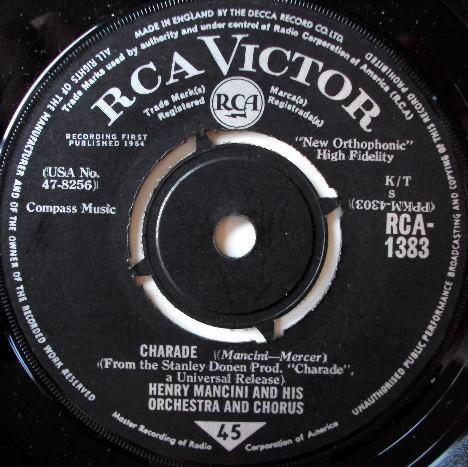 MADE IN ENGLAND BY THE DECCA RECORD CO. LTD.
Trade Marks used by authority and under control of Radio Corporation of America (RCA)
ALL RIGHTS OF THE MANUFACTURER AND OF THE OWNER OF THE RECORDED WORK RESERVED
UNAUTHORISED PUBLIC PERFORMANCE BROADCASTING AND COPYING OF THIS RECORD PROHIBITED
RCA VICTOR
Trade Mark(s)
Registered
RCA
Marca(s)
Registrada(s)
RECORDING FIRST
PUBLISHED 1964
"New Orthophonic"
High Fidelity
(USA No.
47-8256)
Compass Music
K/T
S
(PPKM-4303)
RCA-
1383
CHARADE (Mancini—Mercer)
(From the Stanley Donen Prod. "Charade",
a Universal Release)
HENRY MANCINI AND HIS
ORCHESTRA AND CHORUS
45
Master Recording of Radio Corporation of America.